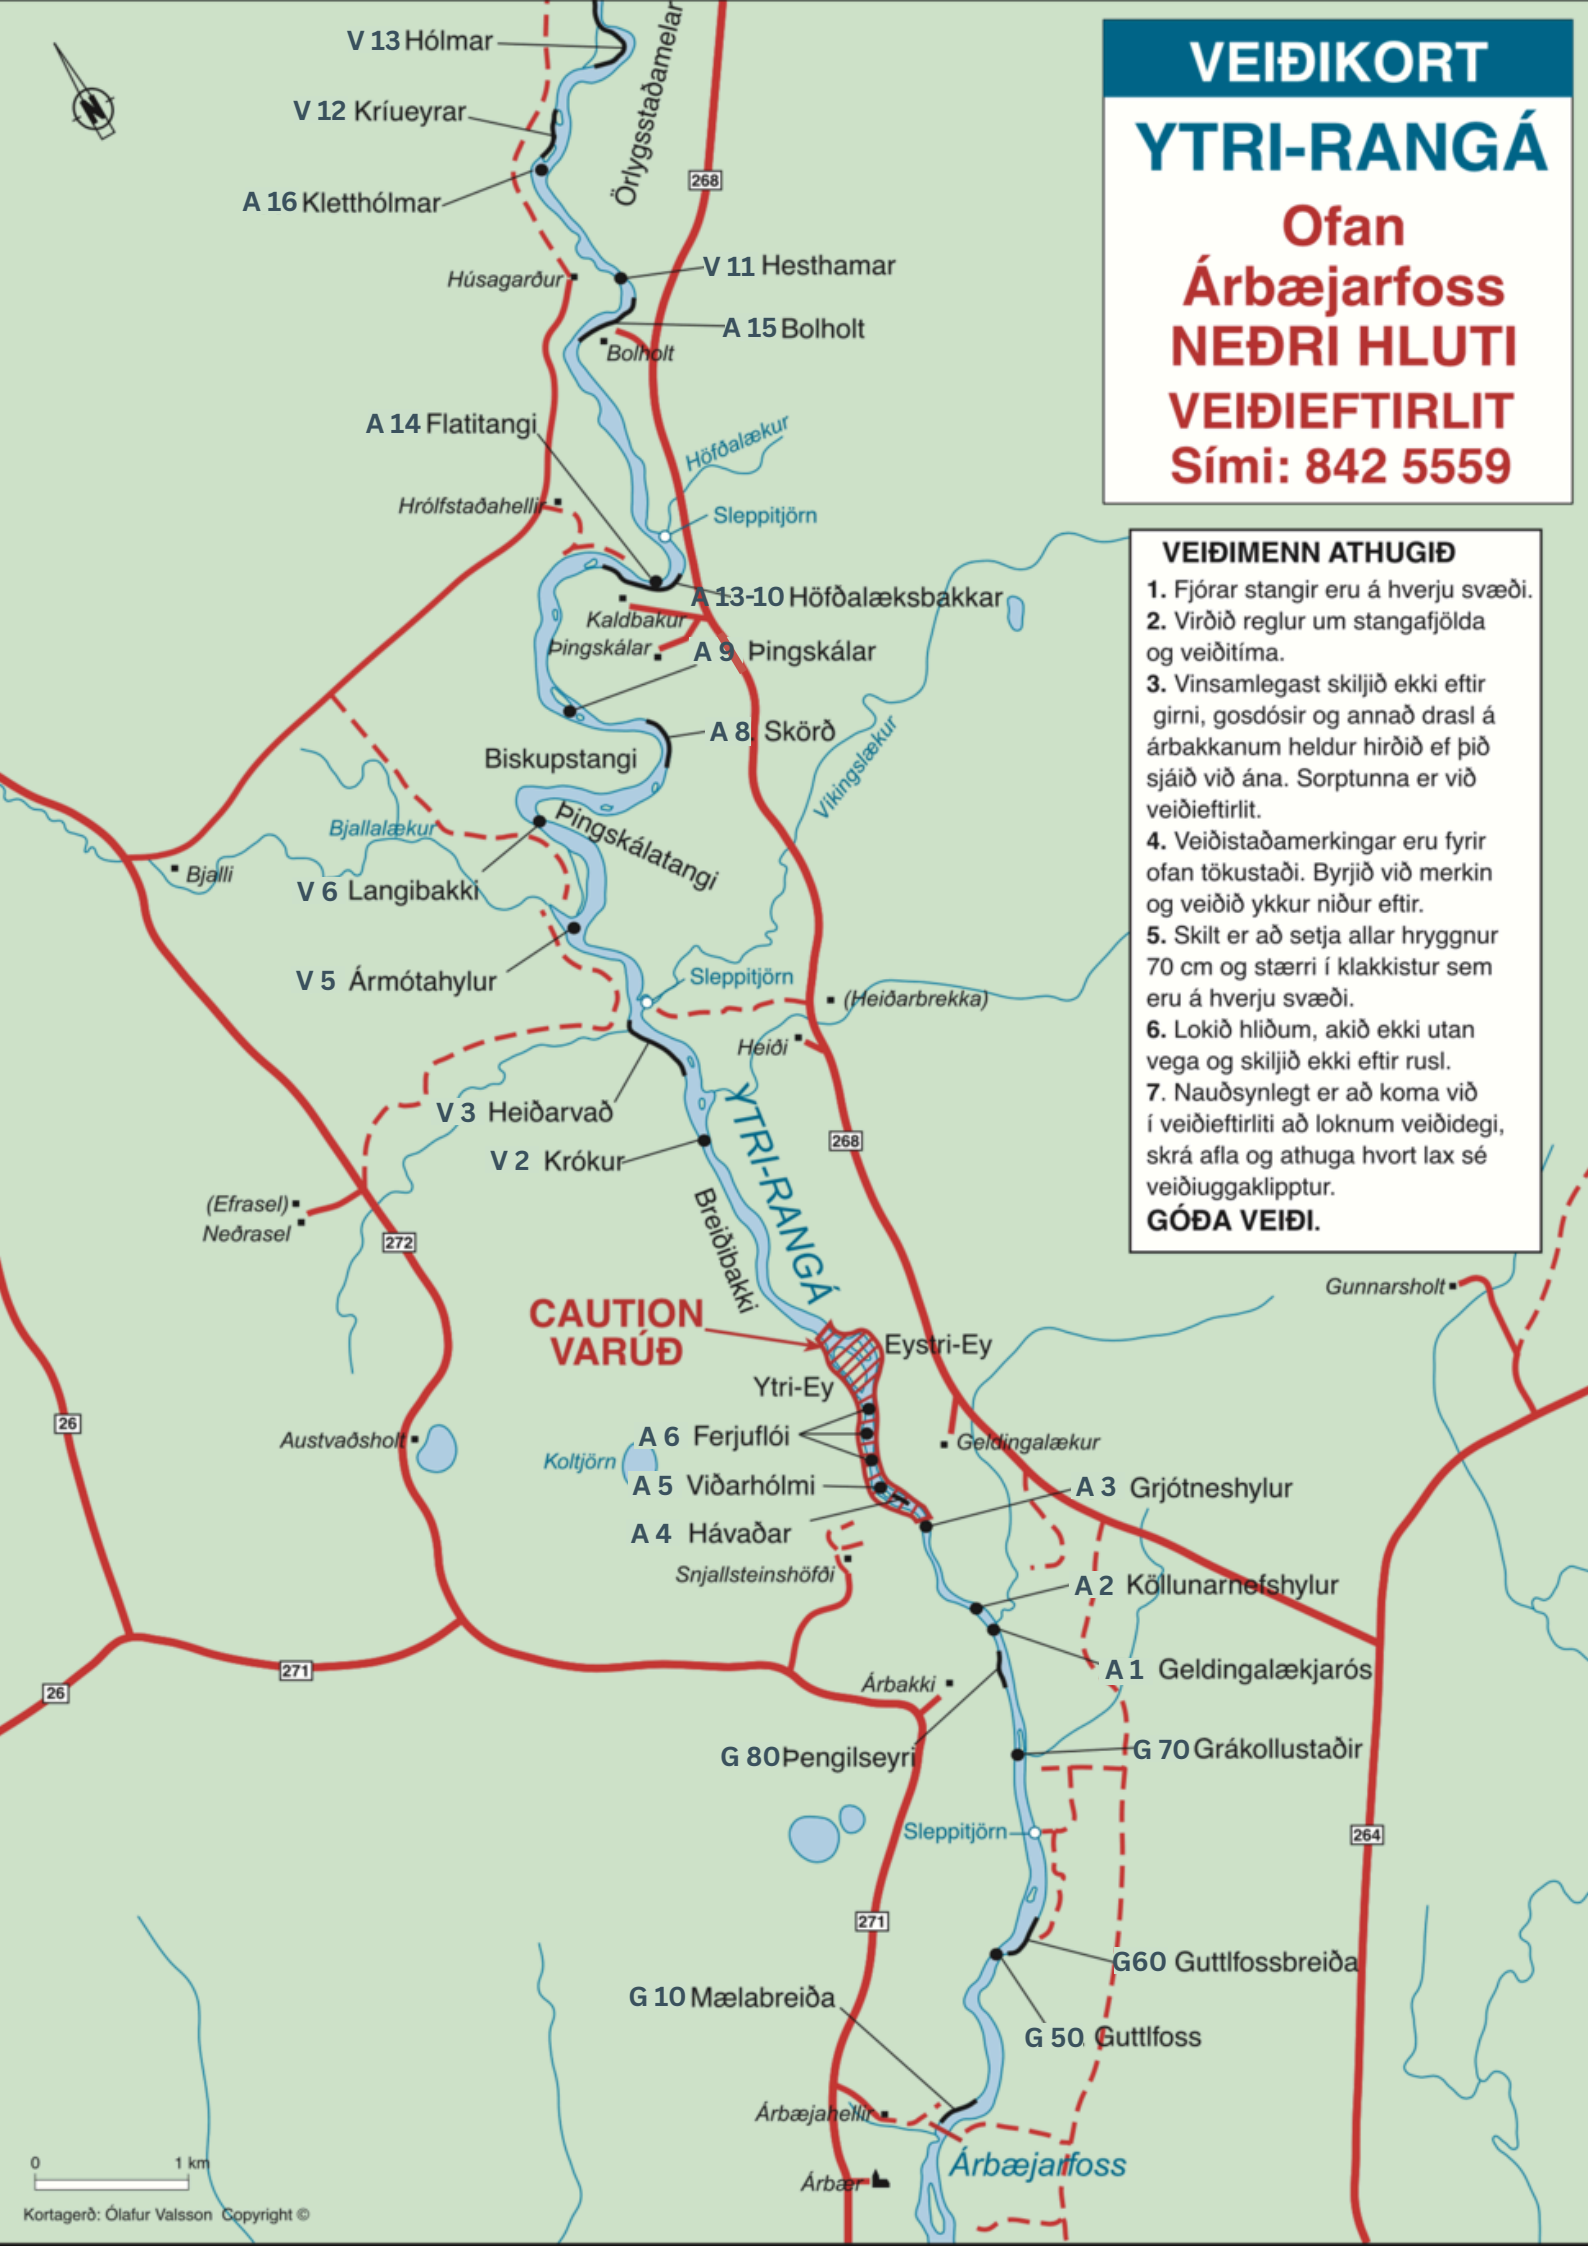 V 13 Hólmar
Örlygsstaðamelar
VEIÐIKORT
YTRI-RANGÁ
Ofan
Árbæjarfoss
NEÐRI HLUTI
VEIÐIEFTIRLIT
Sími: 842 5559
N
V 12 Kríueyrar
268
A 16 Kletthólmar
V 11 Hesthamar
Húsagarður
A 15 Bolholt
Bolholt
A 14 Flatitangi
Höfðalækur
Hrólfstaðahellir
Sleppitjörn
A 13-10 Höfðalæksbakkar
Kaldbakur
Þingskálar
A 9 Þingskálar
A 8 Skörð
Biskupstangi
Víkingslækur
Þingskálatangi
Bjallalækur
Bjalli
V 6 Langibakki
V 5 Ármótahylur
Sleppitjörn
(Heiðarbrekka)
Heiði
VEIÐIMENN ATHUGIÐ
1. Fjórar stangir eru á hverju svæði.
2. Virðið reglur um stangafjölda
og veiðitíma.
3. Vinsamlegast skiljið ekki eftir
girni, gosdósir og annað drasl á
árbakkanum heldur hirðið ef þið
sjáið við ána. Sorptunna er við
veiðieftirlit.
4. Veiðistaðamerkingar eru fyrir
ofan tökustaði. Byrjið við merkin
og veiðið ykkur niður eftir.
5. Skilt er að setja allar hryggnur
70 cm og stærri í klakkistur sem
eru á hverju svæði.
6. Lokið hliðum, akið ekki utan
vega og skiljið ekki eftir rusl.
7. Nauðsynlegt er að koma við
í veiðieftirliti að loknum veiðidegi,
skrá afla og athuga hvort lax sé
veiðiuggaklipptur.
GÓÐA VEIÐI.
V 3 Heiðarvað
YTRI-RANGÁ
268
V 2 Krókur
Breiðibakki
(Efrasel)
Neðrasel
272
Gunnarsholt
CAUTION
VARÚÐ
Eystri-Ey
Ytri-Ey
26
Austvaðsholt
A 6 Ferjuflói
Geldingalækur
Koltjörn
A 5 Viðarhólmi
A 3 Grjótneshylur
A 4 Hávaðar
Snjallsteinshöfði
A 2 Köllunarnefshylur
271
26
A 1 Geldingalækjarós
Árbakki
G 80 Þengilseyri
G 70 Grákollustaðir
Sleppitjörn
264
271
G60 Guttlfossbreiða
G 10 Mælabreiða
G 50 Guttlfoss
Árbæjahellir
Árbæjarfoss
Árbær
0 1 km
Kortagerð: Ólafur Valsson Copyright ©